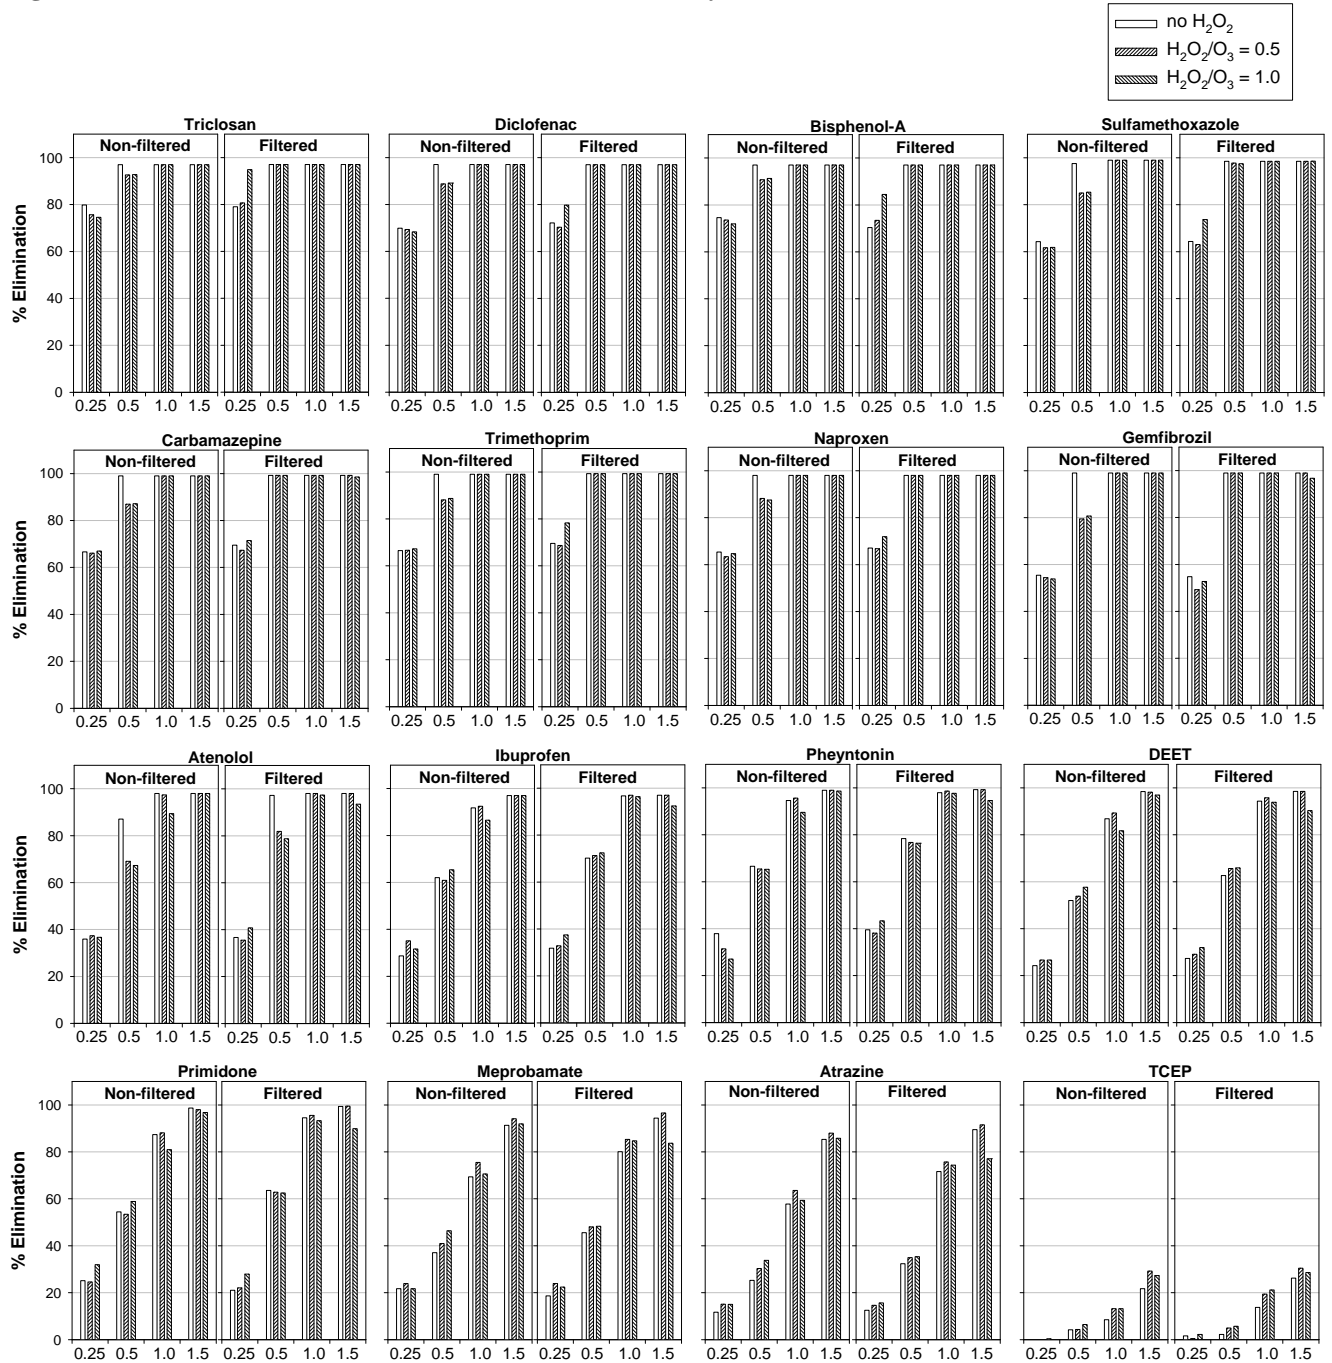 no H2O2
H2O2/O3 = 0.5
H2O2/O3 = 1.0
Triclosan Diclofenac Bisphenol-A Sulfamethoxazole
Non-filtered Filtered Non-filtered Filtered Non-filtered Filtered Non-filtered Filtered
% Elimination
100
80
60
40
20
0
0.25 0.5 1.0 1.5 0.25 0.5 1.0 1.5 0.25 0.5 1.0 1.5 0.25 0.5 1.0 1.5 0.25 0.5 1.0 1.5 0.25 0.5 1.0 1.5 0.25 0.5 1.0 1.5 0.25 0.5 1.0 1.5
Carbamazepine Trimethoprim Naproxen Gemfibrozil
Non-filtered Filtered Non-filtered Filtered Non-filtered Filtered Non-filtered Filtered
% Elimination
100
80
60
40
20
0
0.25 0.5 1.0 1.5 0.25 0.5 1.0 1.5 0.25 0.5 1.0 1.5 0.25 0.5 1.0 1.5 0.25 0.5 1.0 1.5 0.25 0.5 1.0 1.5 0.25 0.5 1.0 1.5 0.25 0.5 1.0 1.5
Atenolol Ibuprofen Pheyntonin DEET
Non-filtered Filtered Non-filtered Filtered Non-filtered Filtered Non-filtered Filtered
% Elimination
100
80
60
40
20
0
0.25 0.5 1.0 1.5 0.25 0.5 1.0 1.5 0.25 0.5 1.0 1.5 0.25 0.5 1.0 1.5 0.25 0.5 1.0 1.5 0.25 0.5 1.0 1.5 0.25 0.5 1.0 1.5 0.25 0.5 1.0 1.5
Primidone Meprobamate Atrazine TCEP
Non-filtered Filtered Non-filtered Filtered Non-filtered Filtered Non-filtered Filtered
% Elimination
100
80
60
40
20
0
0.25 0.5 1.0 1.5 0.25 0.5 1.0 1.5 0.25 0.5 1.0 1.5 0.25 0.5 1.0 1.5 0.25 0.5 1.0 1.5 0.25 0.5 1.0 1.5 0.25 0.5 1.0 1.5 0.25 0.5 1.0 1.5